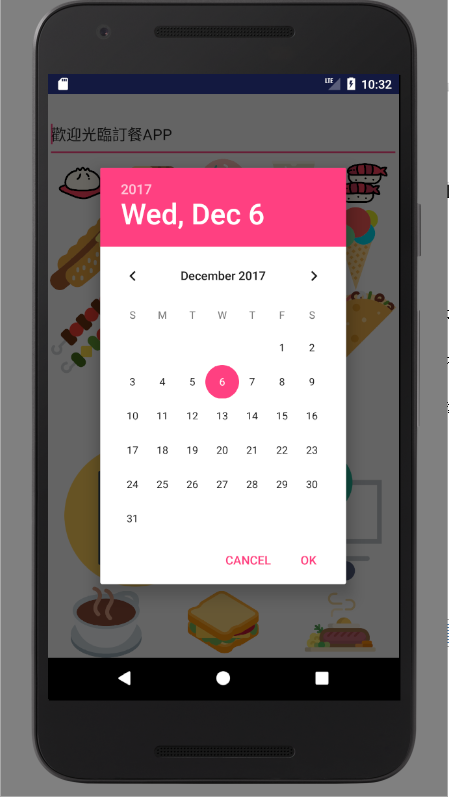 LTE 10:32
歡迎光臨訂餐APP
2017
Wed, Dec 6
December 2017
S M T W T F S
1 2
3 4 5 6 7 8 9
10 11 12 13 14 15 16
17 18 19 20 21 22 23
24 25 26 27 28 29 30
31
CANCEL OK